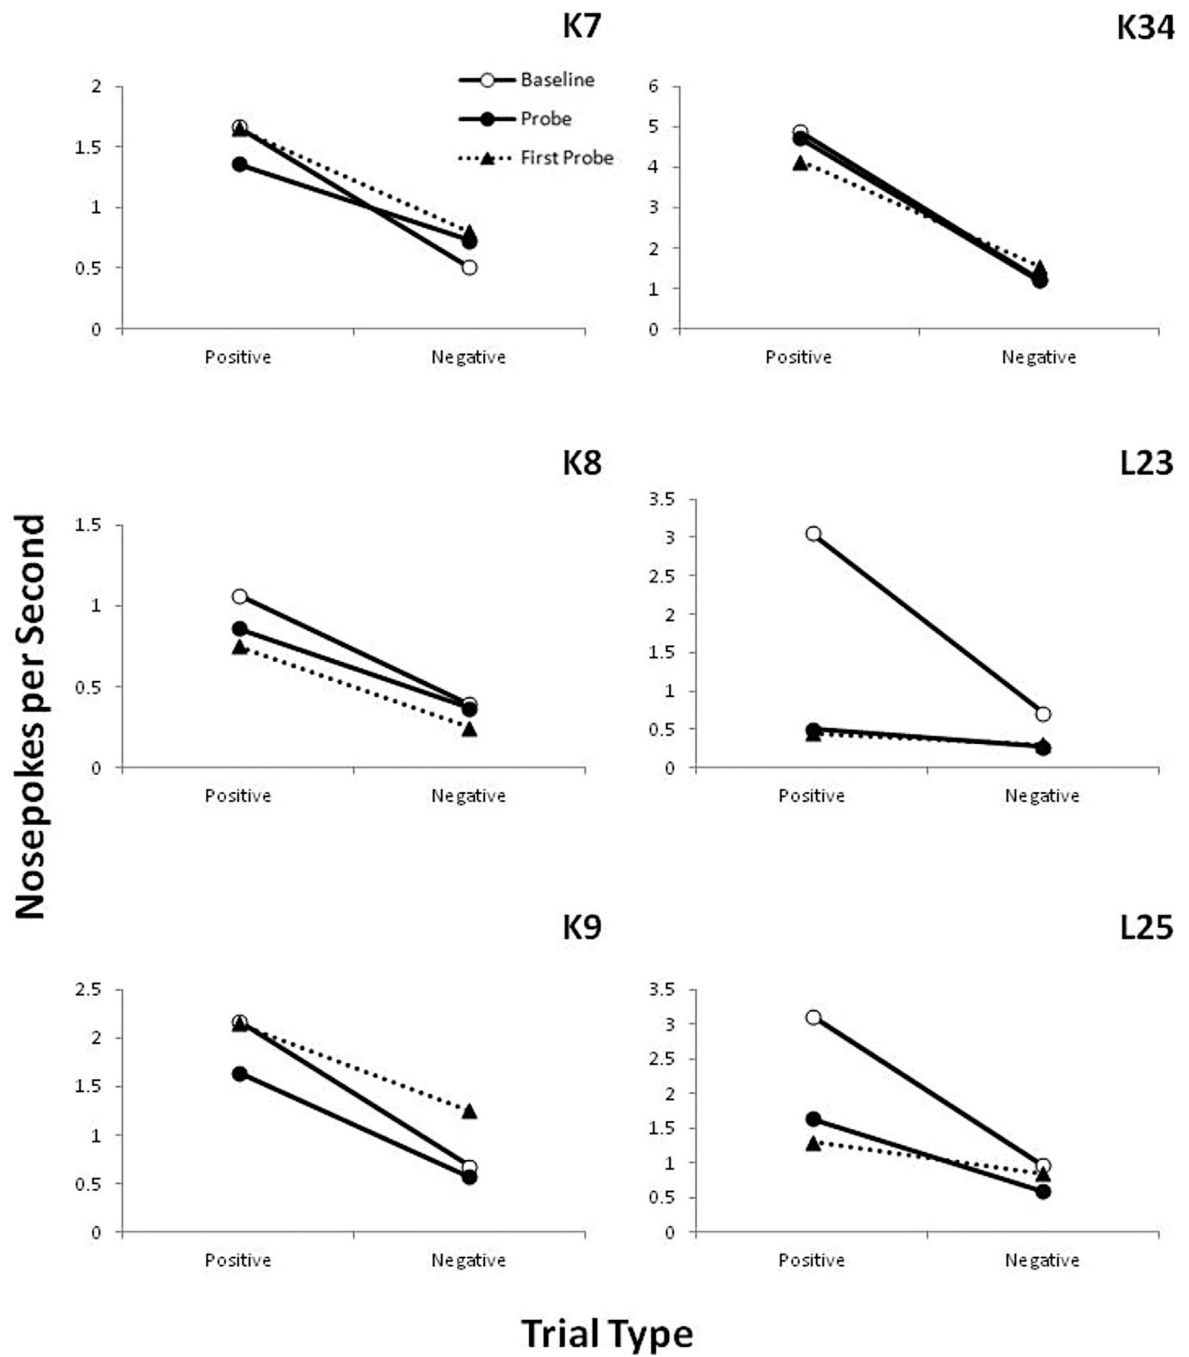 K7
2
1.5
1
0.5
0
Positive
Negative
Baseline
Probe
First Probe
K34
6
5
4
3
2
1
0
Positive
Negative
K8
1.5
1
0.5
0
Positive
Negative
L23
3.5
3
2.5
2
1.5
1
0.5
0
Positive
Negative
K9
2.5
2
1.5
1
0.5
0
Positive
Negative
L25
3.5
3
2.5
2
1.5
1
0.5
0
Positive
Negative
Nosepokes per Second
Trial Type